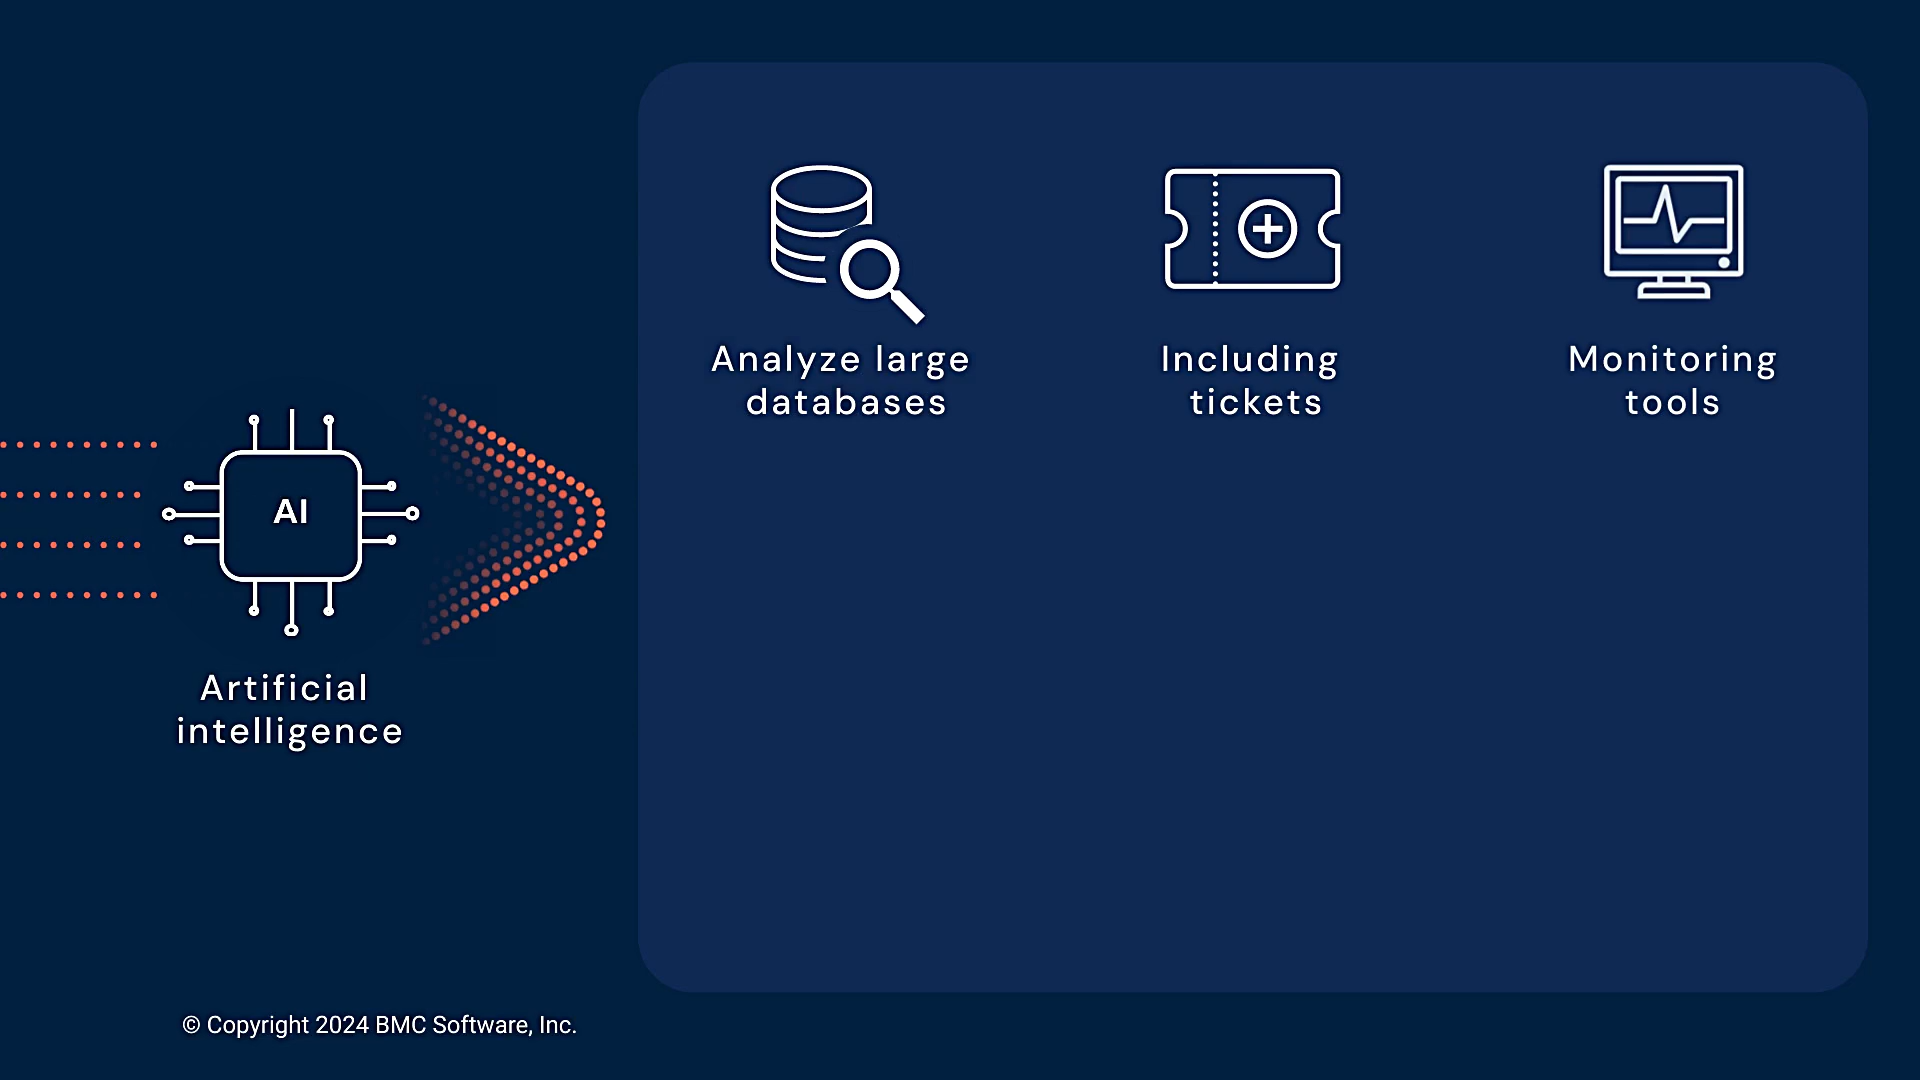 AI
Artificial
intelligence
Analyze large
databases
Including
tickets
Monitoring
tools
© Copyright 2024 BMC Software, Inc.